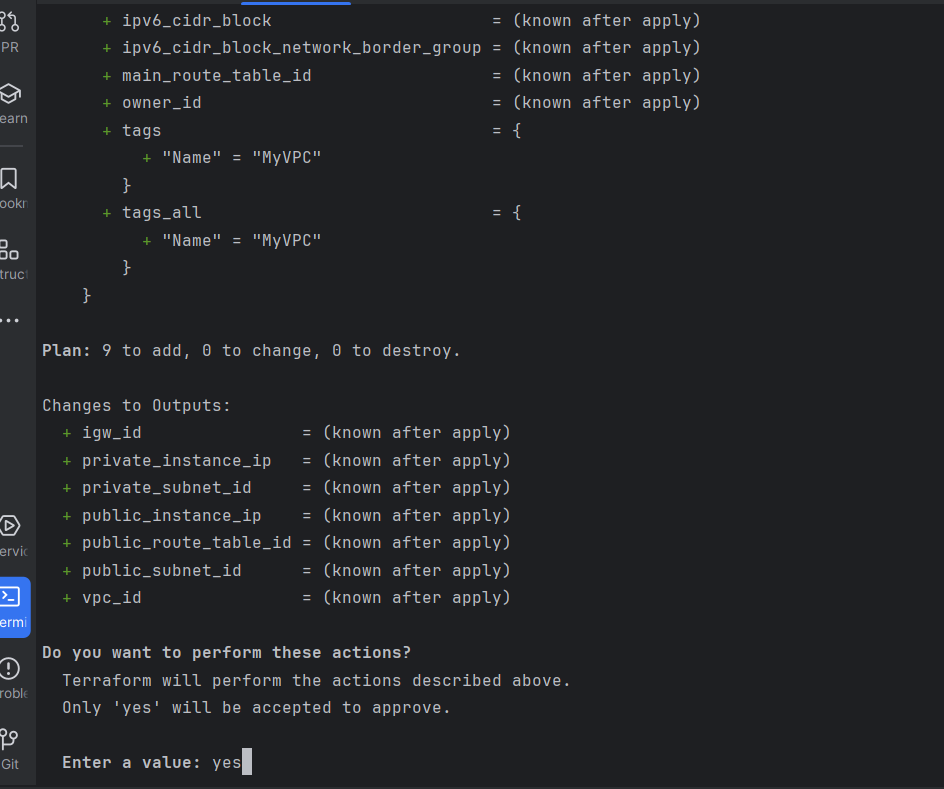 + ipv6_cidr_block = (known after apply)
+ ipv6_cidr_block_network_border_group = (known after apply)
+ main_route_table_id = (known after apply)
+ owner_id = (known after apply)
+ tags = {
+ "Name" = "MyVPC"
}
+ tags_all = {
+ "Name" = "MyVPC"
}
}
Plan: 9 to add, 0 to change, 0 to destroy.
Changes to Outputs:
+ igw_id = (known after apply)
+ private_instance_ip = (known after apply)
+ private_subnet_id = (known after apply)
+ public_instance_ip = (known after apply)
+ public_route_table_id = (known after apply)
+ public_subnet_id = (known after apply)
+ vpc_id = (known after apply)
Do you want to perform these actions?
Terraform will perform the actions described above.
Only 'yes' will be accepted to approve.
Enter a value: yes
PR
earn
ookn
truct
ervic
ermi
roble
Git